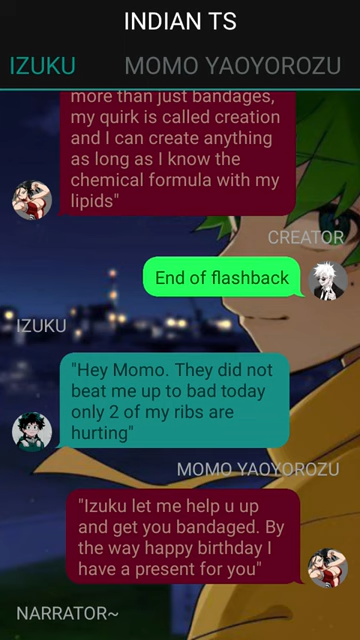 INDIAN TS
IZUKU MOMO YAOYOROZU
more than just bandages,
my quirk is called creation
and I can create anything
as long as I know the
chemical formula with my
lipids"
CREATOR
End of flashback
IZUKU
"Hey Momo. They did not
beat me up to bad today
only 2 of my ribs are
hurting"
MOMO YAOYOROZU
"Izuku let me help u up
and get you bandaged. By
the way happy birthday I
have a present for you"
NARRATOR~